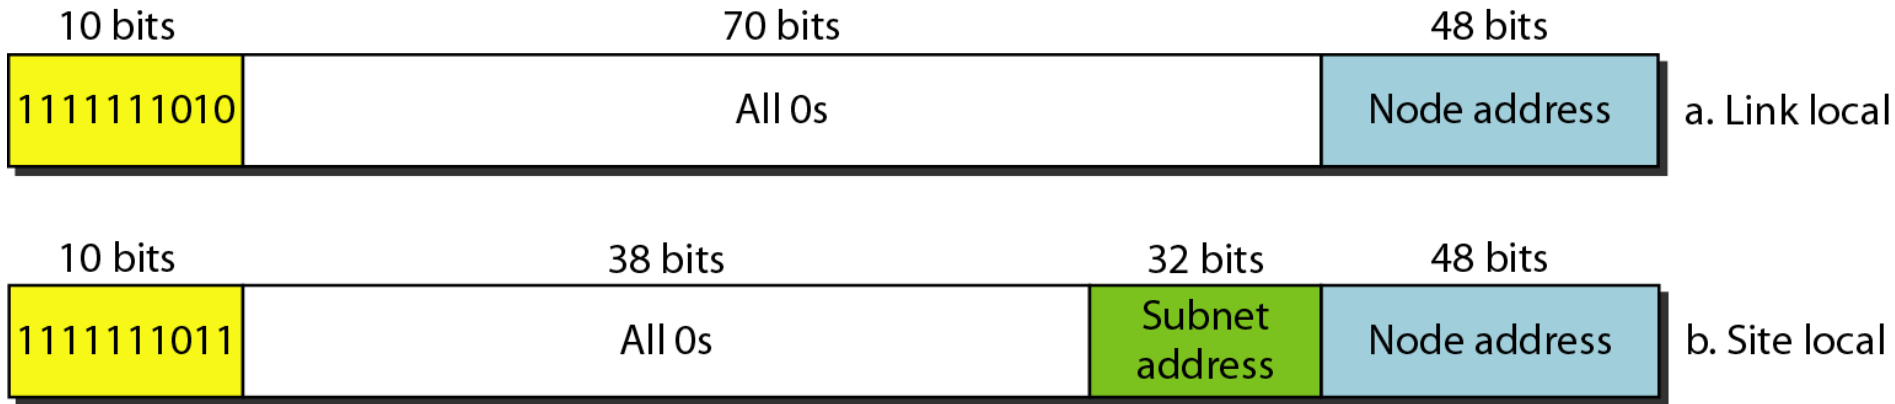 10 bits 70 bits 48 bits
1111111010 All 0s Node address a. Link local
10 bits 38 bits 32 bits 48 bits
1111111011 All 0s Subnet address Node address b. Site local